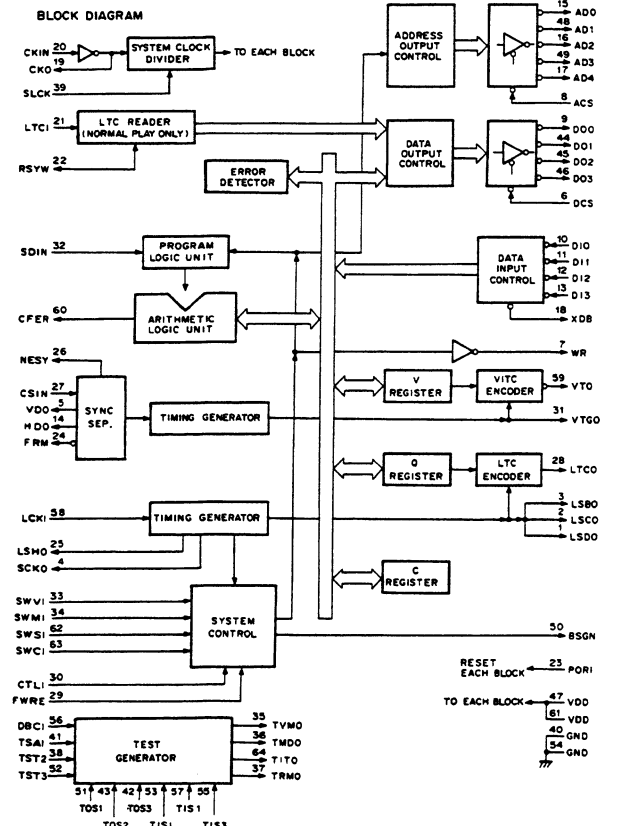 BLOCK DIAGRAM
CKIN 20
CKO 19
SYSTEM CLOCK
DIVIDER
TO EACH BLOCK
SLCK 39
LTCI 21
LTC READER
(NORMAL PLAY ONLY)
RSYW 22
ERROR
DETECTOR
ADDRESS
OUTPUT
CONTROL
15 AD0
48 AD1
16 AD2
49 AD3
17 AD4
8 ACS
DATA
OUTPUT
CONTROL
9 DO0
44 DO1
45 DO2
46 DO3
6 DCS
SDIN 32
PROGRAM
LOGIC UNIT
CFER 60
ARITHMETIC
LOGIC UNIT
DATA
INPUT
CONTROL
10 DI0
11 DI1
12 DI2
13 DI3
18 XDB
7 WR
NESY 26
CSIN 27
VDO 5
HDO 14
FRM 24
SYNC
SEP.
TIMING GENERATOR
V
REGISTER
VITC
ENCODER
59 VTO
31 VTGO
Q
REGISTER
LTC
ENCODER
28 LTCO
3 LSBO
2 LSCO
1 LSDO
LCKI 58
TIMING GENERATOR
LSHO 25
SCKO 4
C
REGISTER
SWVI 33
SWMI 34
SWSI 62
SWCI 63
SYSTEM
CONTROL
50 BSGN
CTLI 30
FWRE 29
RESET
EACH BLOCK
23 PORI
TO EACH BLOCK
47 VDD
61 VDD
40 GND
54 GND
DBCI 56
TSAI 41
TST2 38
TST3 52
TEST
GENERATOR
35 TVMO
36 TMDO
64 TITO
37 TRMO
51 43 42 53 57 55
TOS1 TOS3 TIS1
TOS2 TIS1 TIS3